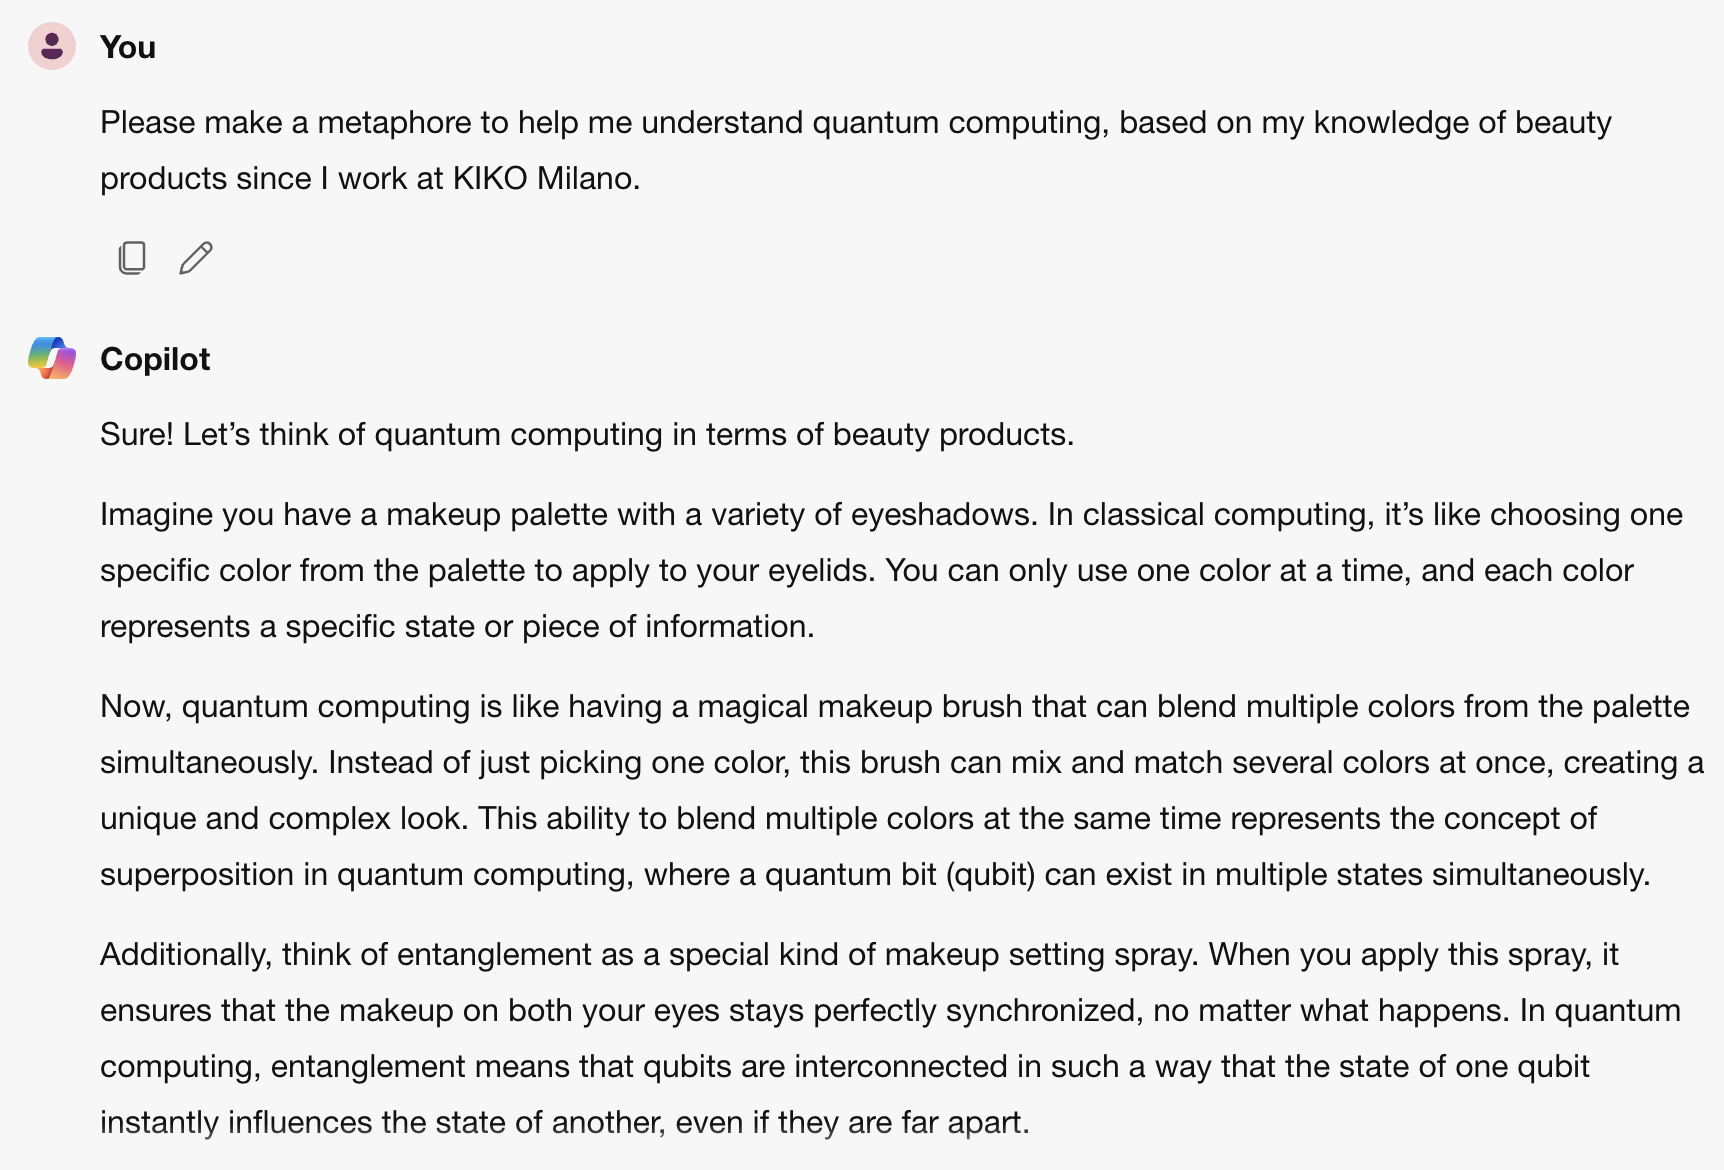 You
Please make a metaphore to help me understand quantum computing, based on my knowledge of beauty
products since I work at KIKO Milano.
Copilot
Sure! Let’s think of quantum computing in terms of beauty products.
Imagine you have a makeup palette with a variety of eyeshadows. In classical computing, it’s like choosing one
specific color from the palette to apply to your eyelids. You can only use one color at a time, and each color
represents a specific state or piece of information.
Now, quantum computing is like having a magical makeup brush that can blend multiple colors from the palette
simultaneously. Instead of just picking one color, this brush can mix and match several colors at once, creating a
unique and complex look. This ability to blend multiple colors at the same time represents the concept of
superposition in quantum computing, where a quantum bit (qubit) can exist in multiple states simultaneously.
Additionally, think of entanglement as a special kind of makeup setting spray. When you apply this spray, it
ensures that the makeup on both your eyes stays perfectly synchronized, no matter what happens. In quantum
computing, entanglement means that qubits are interconnected in such a way that the state of one qubit
instantly influences the state of another, even if they are far apart.